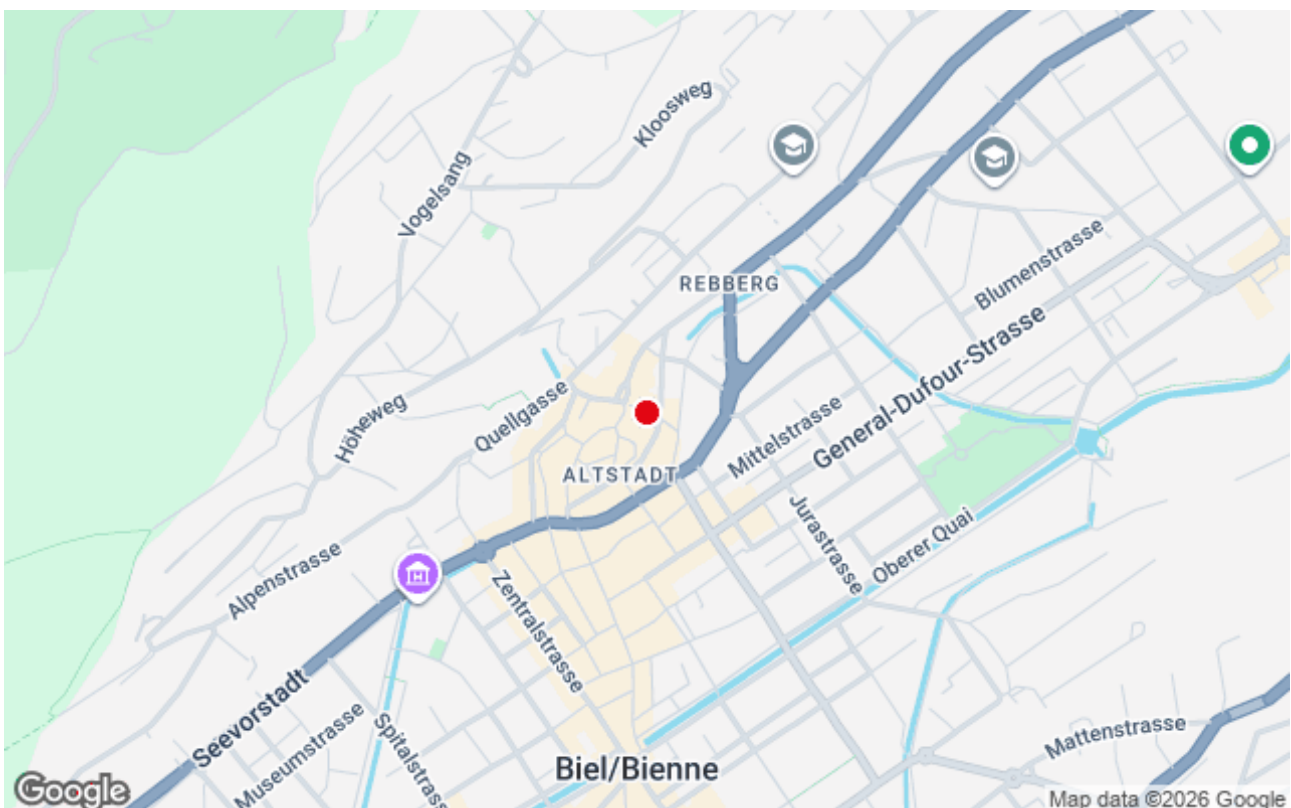 Kloosweg
Vogelsang
REBBERG
Blumenstrasse
General-Dufour-Strasse
Höheweg
Quellgasse
Mittelstrasse
ALTSTADT
Jurastrasse
Oberer Quai
Alpenstrasse
Zentralstrasse
Seevorstadt
Museumstrasse
Spitalstrasse
Mattenstrasse
Biel/Bienne
Google
Map data ©2026 Google